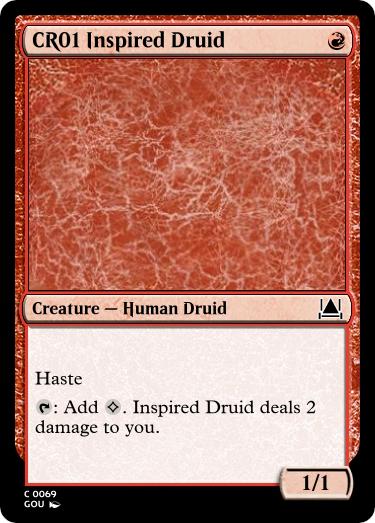 CR01 Inspired Druid
Creature — Human Druid
Haste
: Add . Inspired Druid deals 2
damage to you.
1/1
C 0069
GOU